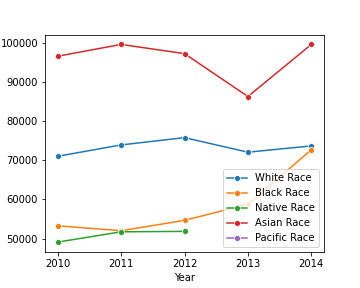 100000
90000
80000
70000
60000
50000
2010 2011 2012 2013 2014
Year
White Race
Black Race
Native Race
Asian Race
Pacific Race